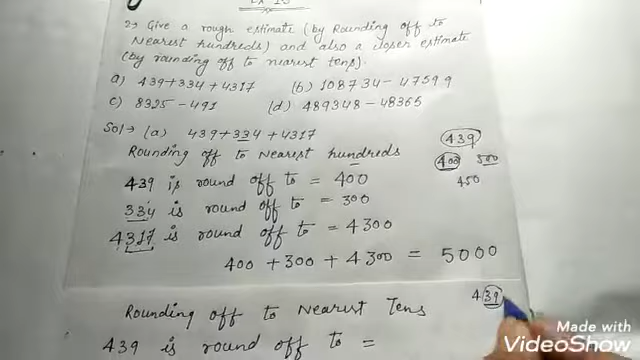 2→ Give a rough estimate (by Rounding off to
Nearest hundreds) and also a closer estimate
(by rounding off to nearest tens).
a) 439+334+4317 (b) 108734-47599
c) 8325-491 (d) 489348-48365
Sol→ (a) 439+334+4317
Rounding off to Nearest hundreds
439
400 500
450
439 is round off to = 400
334 is round off to = 300
4317 is round off to = 4300
400+300+4300 = 5000
Rounding off to Nearest Tens
439
439 is round off to =
Made with
VideoShow